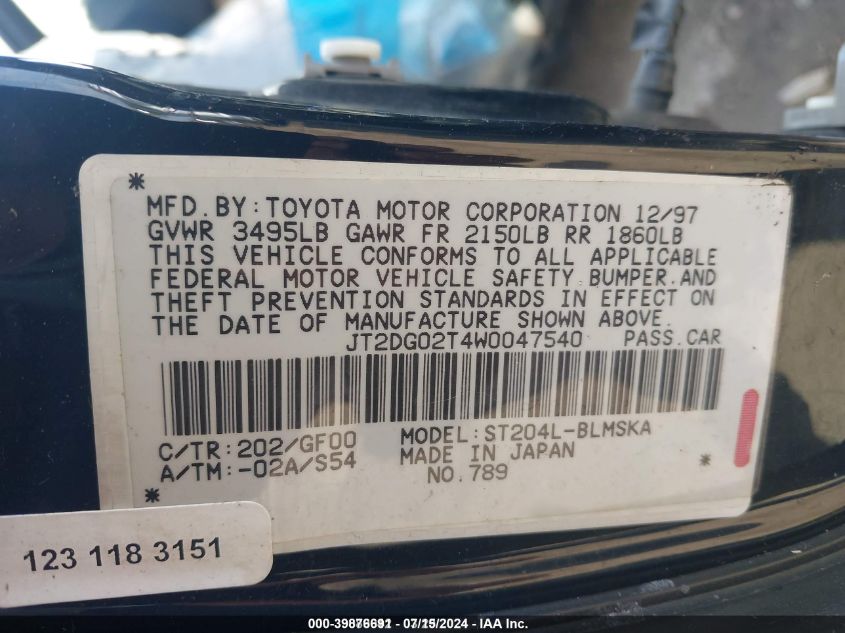 MFD.BY:TOYOTA MOTOR CORPORATION 12/97
GVWR 3495LB GAWR FR 2150LB RR 1860LB
THIS VEHICLE CONFORMS TO ALL APPLICABLE
FEDERAL MOTOR VEHICLE SAFETY.BUMPER.AND
THEFT PREVENTION STANDARDS IN EFFECT ON
THE DATE OF MANUFACTURE SHOWN ABOVE.
JT2DG02T4W0047540 PASS.CAR
C/TR:202/GF00 MODEL:ST204L-BLMSKA
A/TM:-02A/S54 MADE IN JAPAN
NO.789
123 118 3151
- IAA Inc.